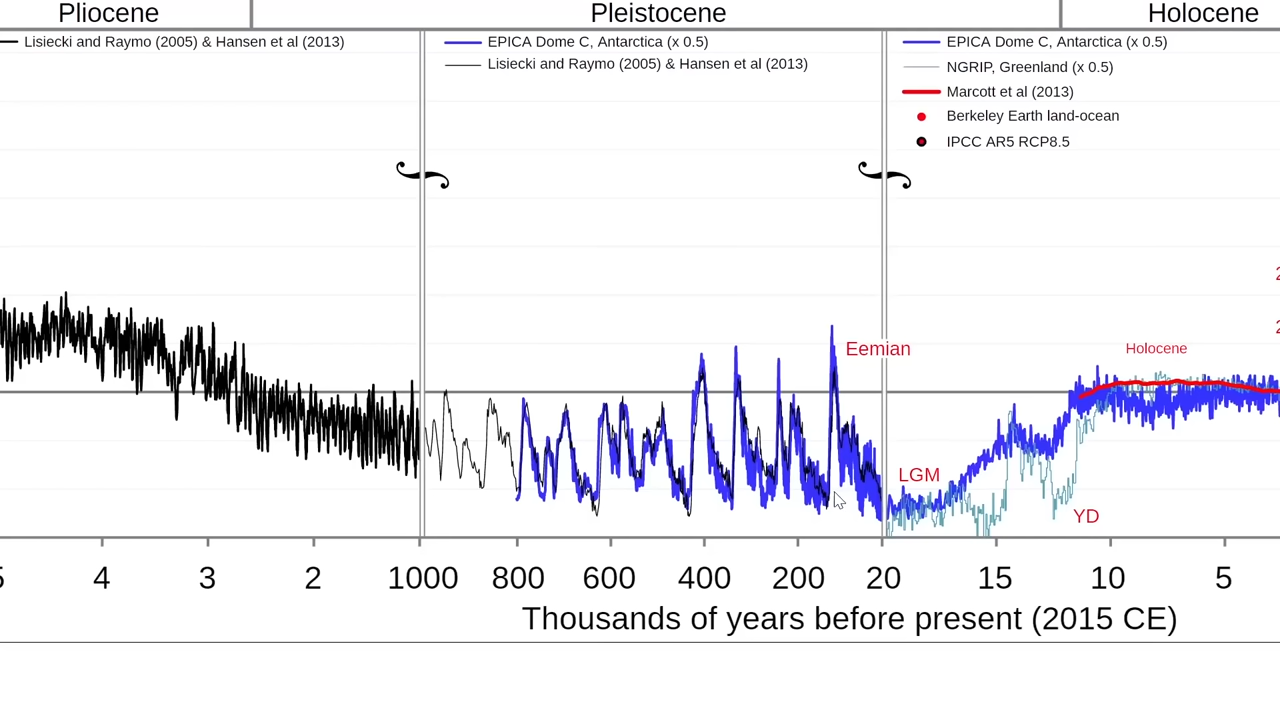 Pliocene
Pleistocene
Holocene
Lisiecki and Raymo (2005) & Hansen et al (2013)
EPICA Dome C, Antarctica (x 0.5)
Lisiecki and Raymo (2005) & Hansen et al (2013)
EPICA Dome C, Antarctica (x 0.5)
NGRIP, Greenland (x 0.5)
Marcott et al (2013)
Berkeley Earth land-ocean
IPCC AR5 RCP8.5
2
2
Eemian
Holocene
LGM
YD
5 4 3 2 1000 800 600 400 200 20 15 10 5
Thousands of years before present (2015 CE)